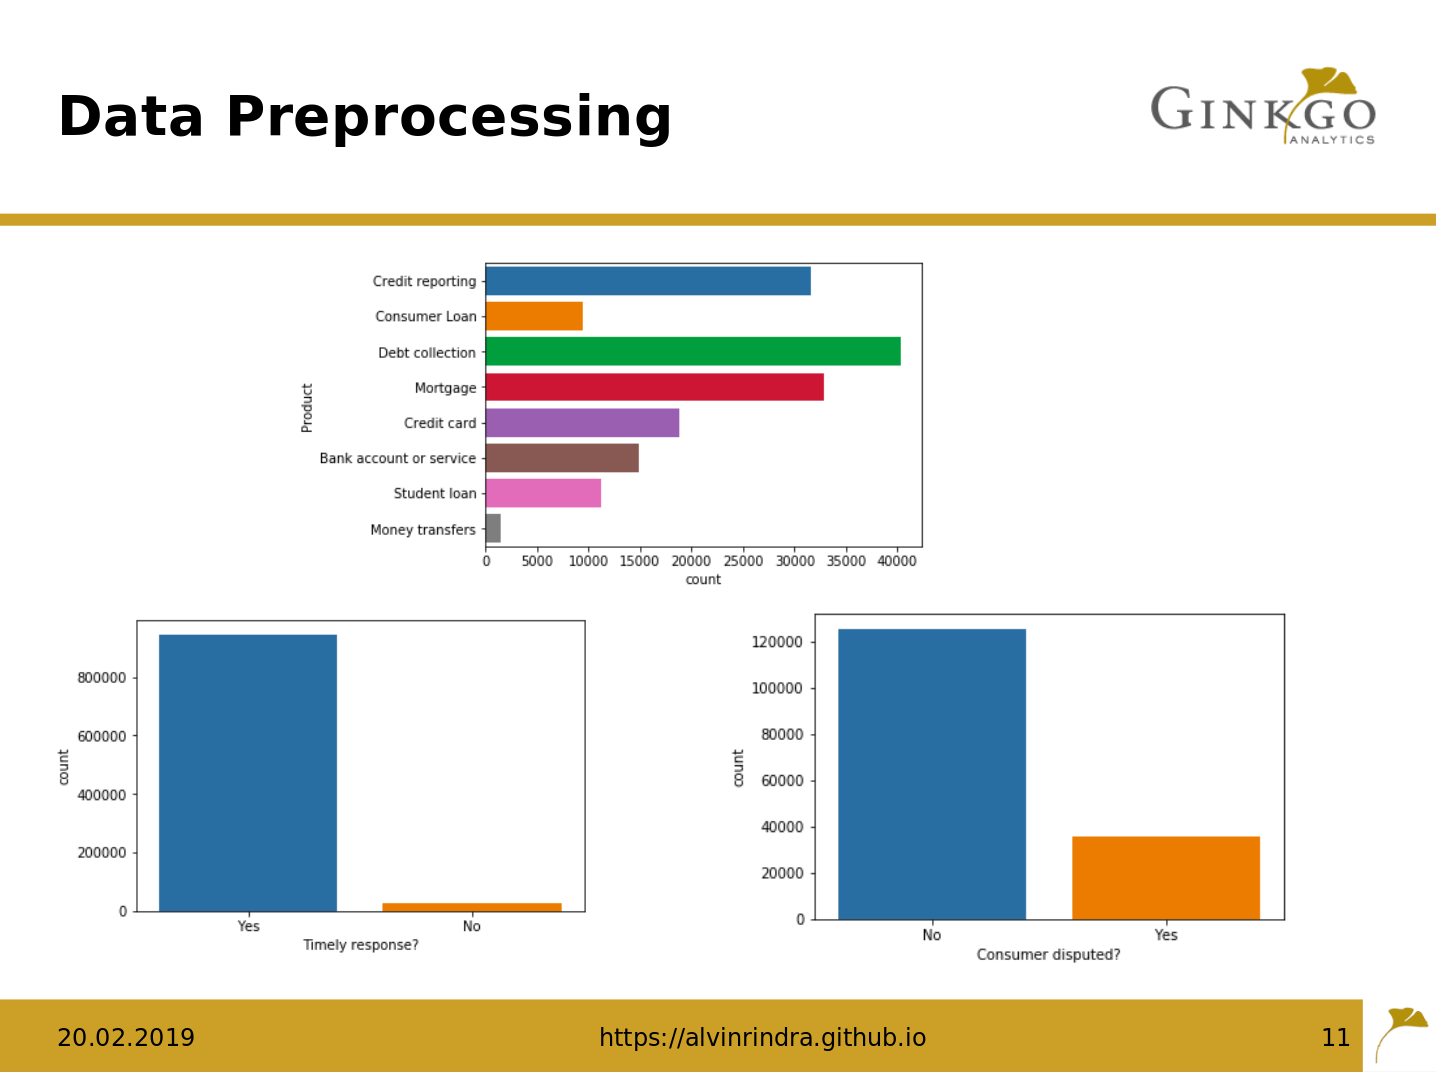 Data Preprocessing
GINKGO
ANALYTICS
Product
Credit reporting
Consumer Loan
Debt collection
Mortgage
Credit card
Bank account or service
Student loan
Money transfers
0 5000 10000 15000 20000 25000 30000 35000 40000
count
count
800000
600000
400000
200000
0
Yes No
Timely response?
count
120000
100000
80000
60000
40000
20000
0
No Yes
Consumer disputed?
20.02.2019 https://alvinrindra.github.io 11